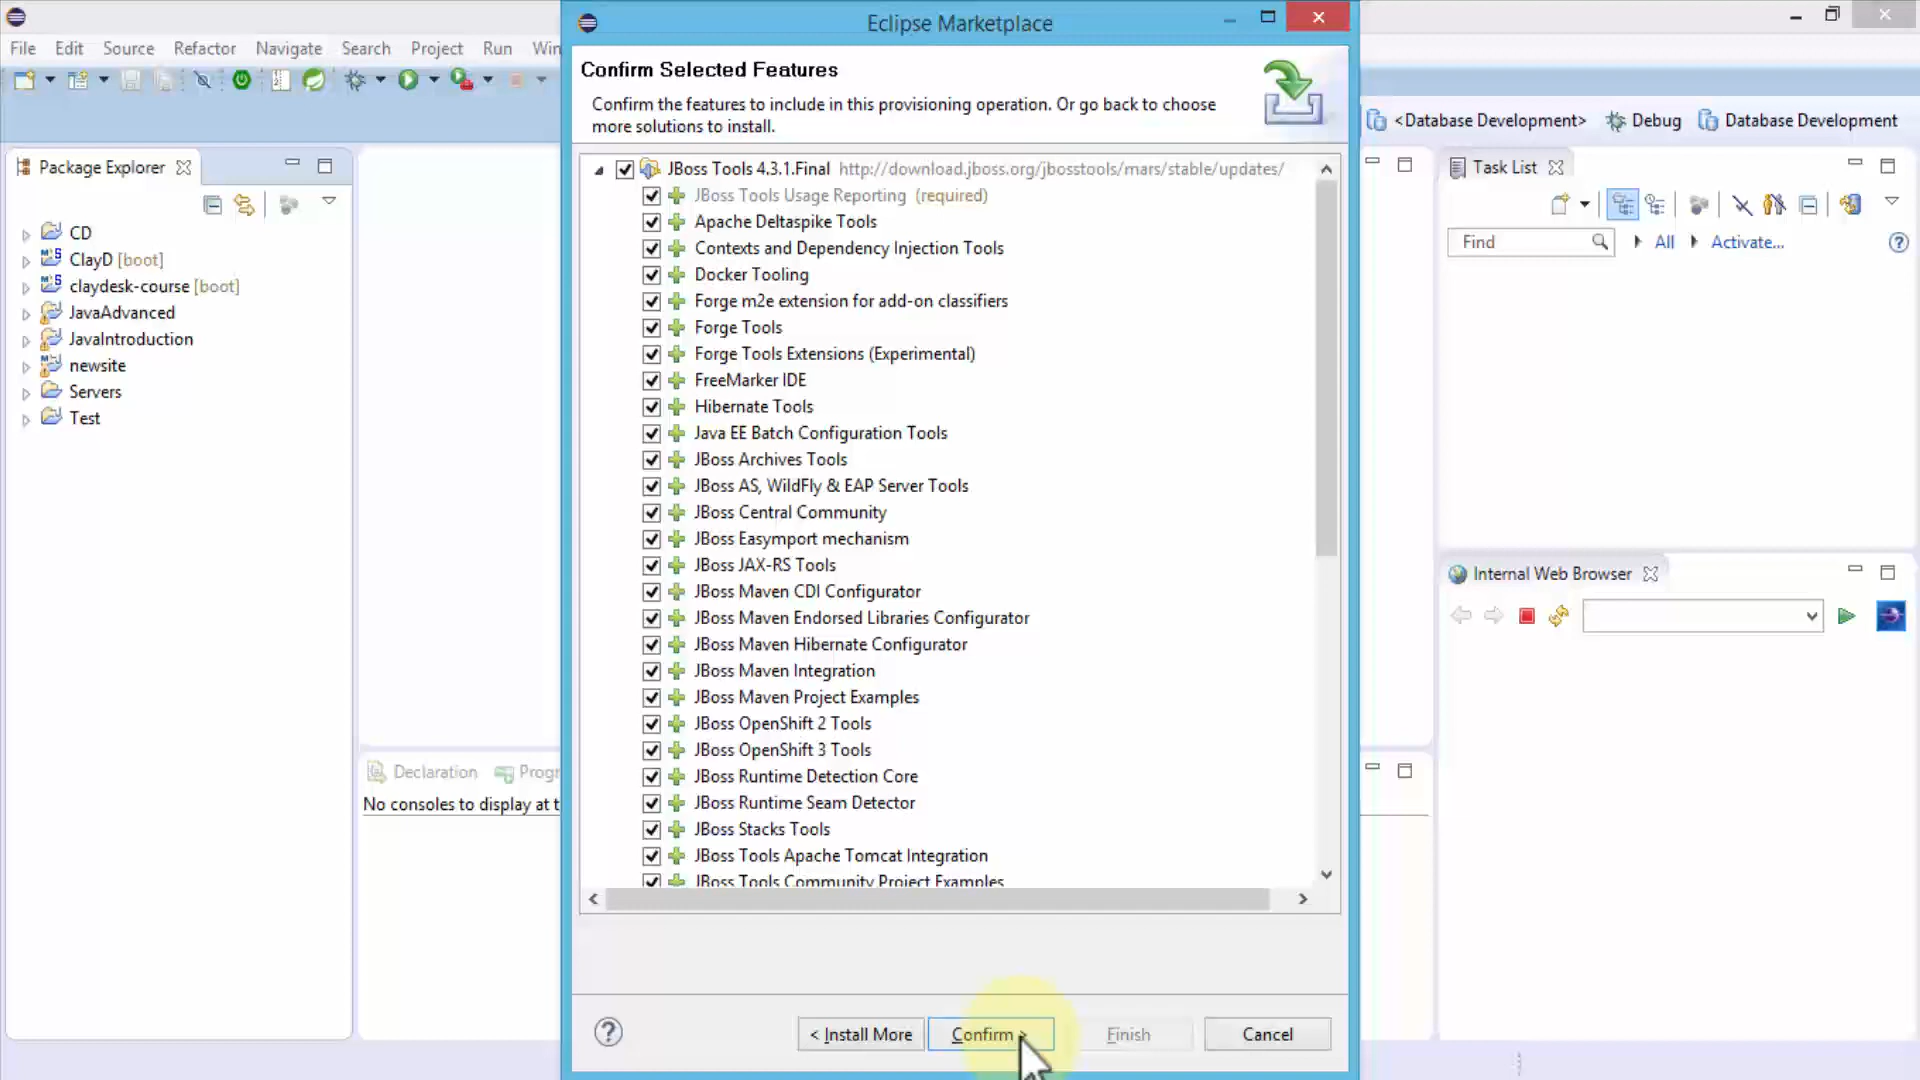 Eclipse Marketplace
File Edit Source Refactor Navigate Search Project Run Win
Confirm Selected Features
Confirm the features to include in this provisioning operation. Or go back to choose
more solutions to install.
<Database Development> Debug Database Development
Package Explorer
CD
ClayD [boot]
claydesk-course [boot]
JavaAdvanced
JavaIntroduction
newsite
Servers
Test
JBoss Tools 4.3.1.Final http://download.jboss.org/jbosstools/mars/stable/updates/
JBoss Tools Usage Reporting (required)
Apache Deltaspike Tools
Contexts and Dependency Injection Tools
Docker Tooling
Forge m2e extension for add-on classifiers
Forge Tools
Forge Tools Extensions (Experimental)
FreeMarker IDE
Hibernate Tools
Java EE Batch Configuration Tools
JBoss Archives Tools
JBoss AS, WildFly & EAP Server Tools
JBoss Central Community
JBoss Easymport mechanism
JBoss JAX-RS Tools
JBoss Maven CDI Configurator
JBoss Maven Endorsed Libraries Configurator
JBoss Maven Hibernate Configurator
JBoss Maven Integration
JBoss Maven Project Examples
JBoss OpenShift 2 Tools
JBoss OpenShift 3 Tools
JBoss Runtime Detection Core
JBoss Runtime Seam Detector
JBoss Stacks Tools
JBoss Tools Apache Tomcat Integration
JBoss Tools Community Project Examples
Task List
Find All Activate...
Internal Web Browser
Declaration Progr
No consoles to display at t
< Install More Confirm > Finish Cancel